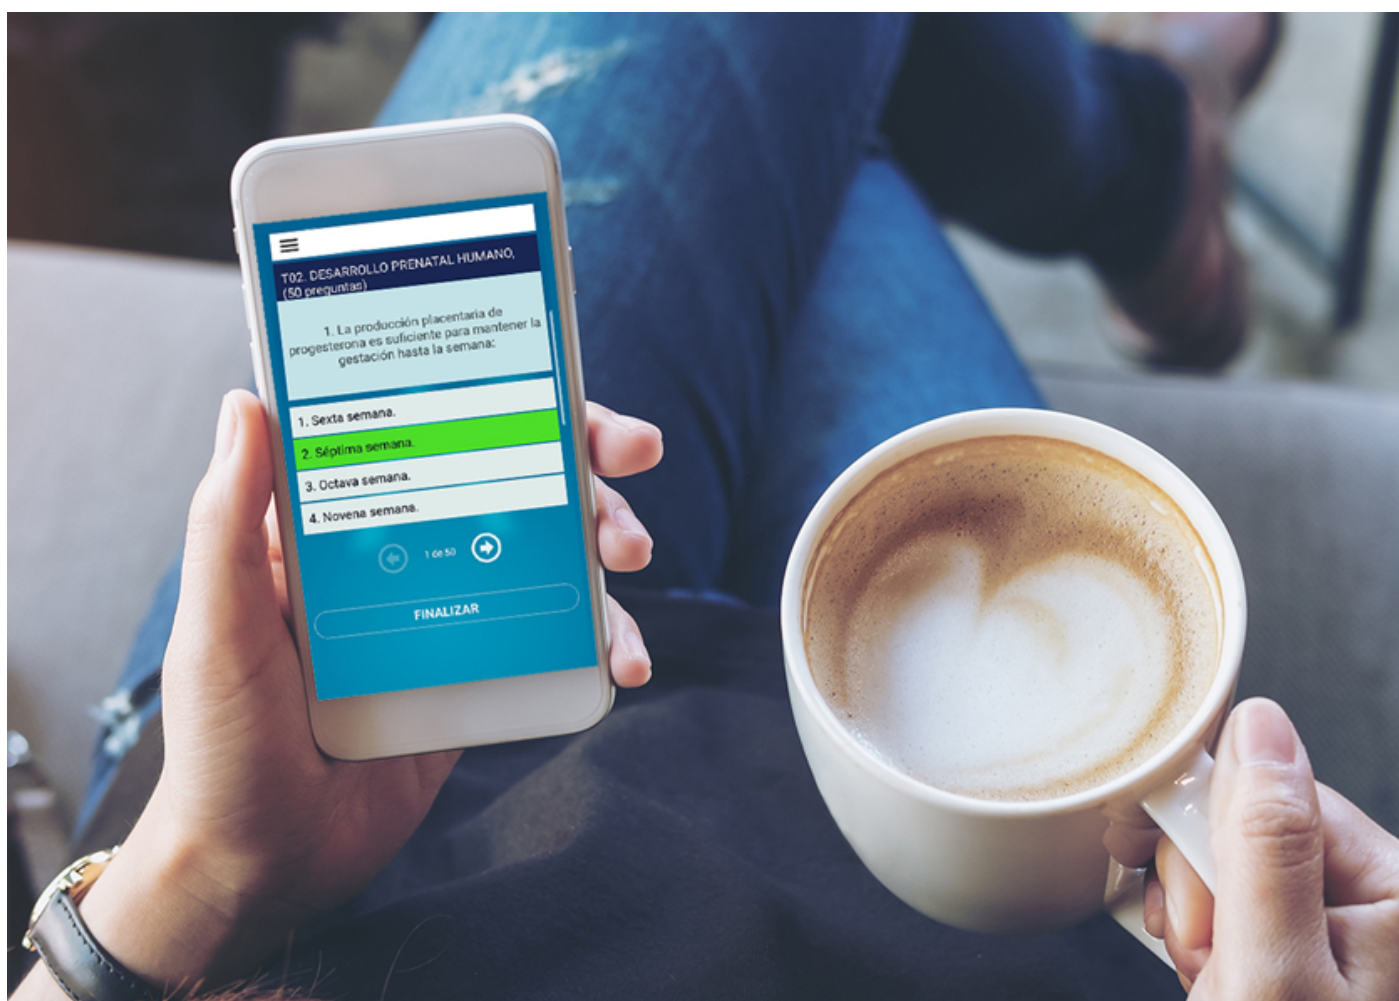 T02. DESARROLLO PRENATAL HUMANO,
(50 preguntas)
1. La producción placentaria de
progesterona es suficiente para mantener la
gestación hasta la semana:
1. Sexta semana.
2. Séptima semana.
3. Octava semana.
4. Novena semana.
1 de 50
FINALIZAR